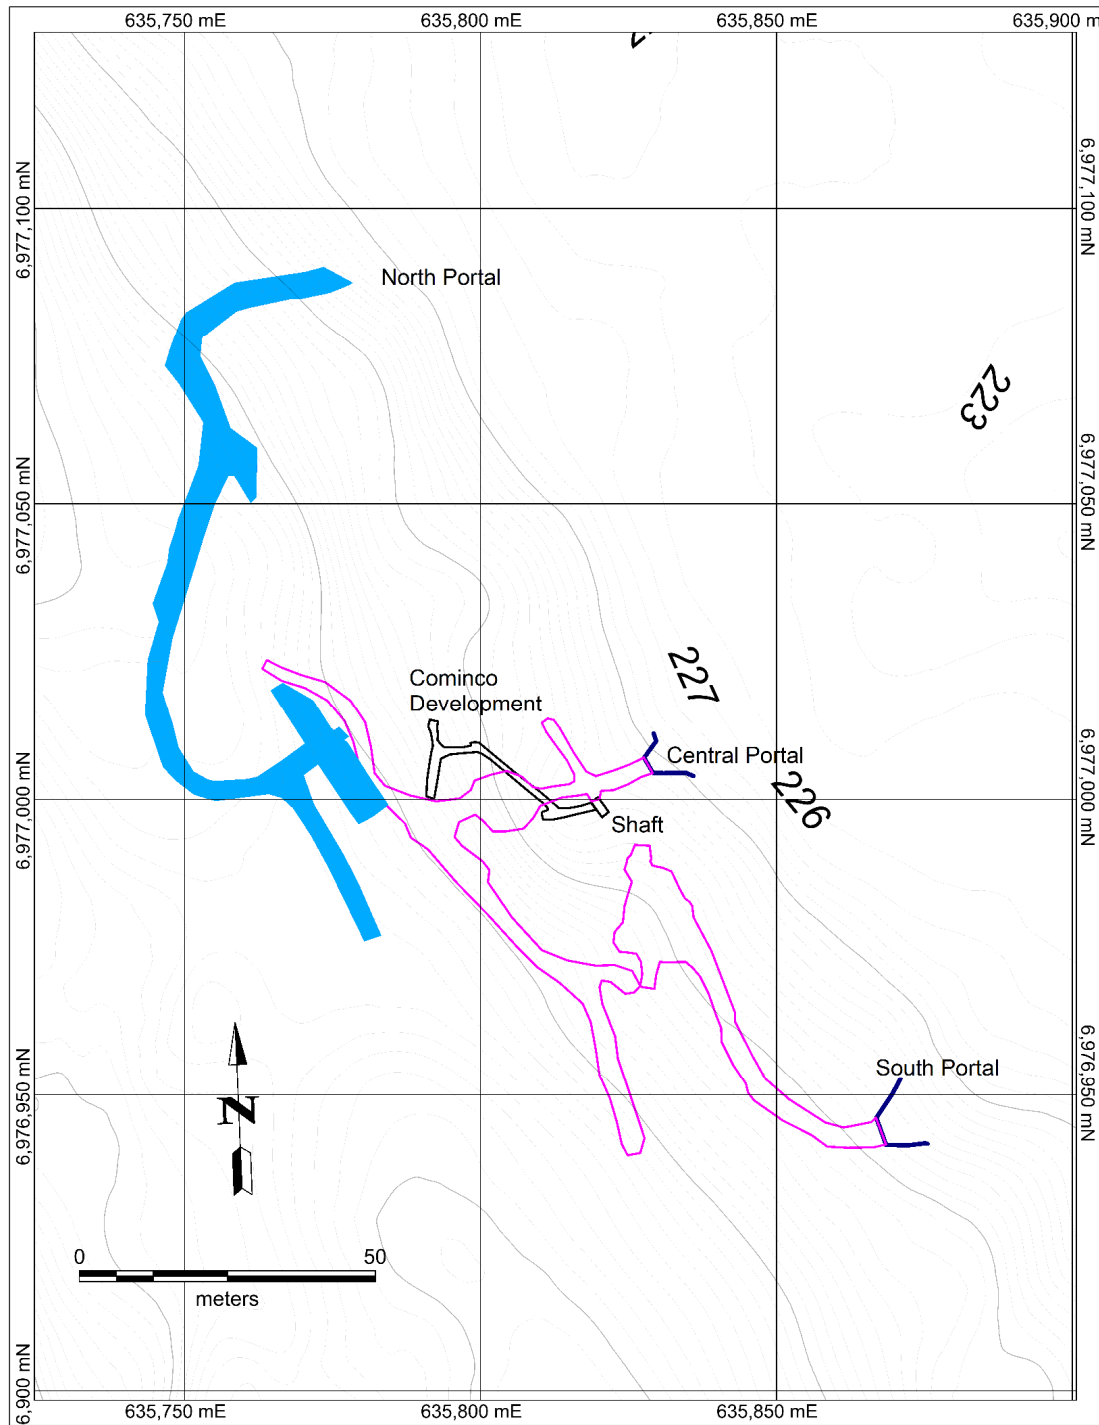 635,750 mE
635,800 mE
635,850 mE
635,900 m
6,977,100 mN
6,977,100 mN
North Portal
223
6,977,050 mN
6,977,050 mN
Cominco
Development
227
Central Portal
6,977,000 mN
6,977,000 mN
226
Shaft
South Portal
6,976,950 mN
6,976,950 mN
N
0
50
meters
6,900 mN
635,750 mE
635,800 mE
635,850 mE